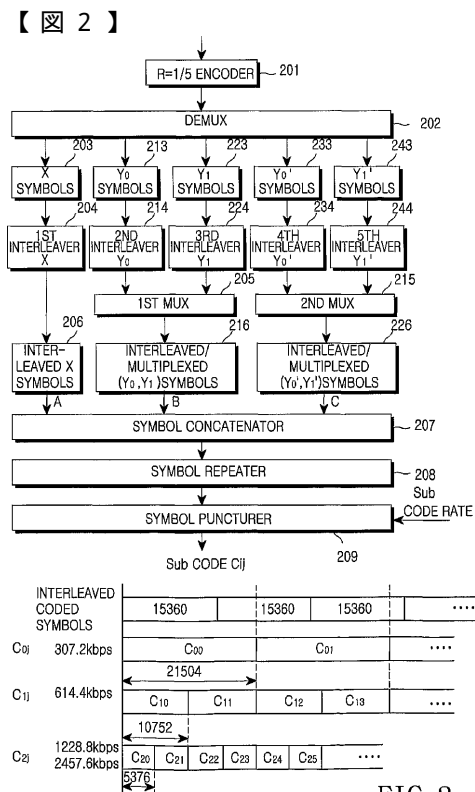 【図２】
R=1/5 ENCODER
201
DEMUX
202
203
213
223
233
243
X
SYMBOLS
Y0
SYMBOLS
Y1
SYMBOLS
Y0'
SYMBOLS
Y1'
SYMBOLS
204
214
224
234
244
1ST
INTERLEAVER
X
2ND
INTERLEAVER
Y0
3RD
INTERLEAVER
Y1
4TH
INTERLEAVER
Y0'
5TH
INTERLEAVER
Y1'
205
215
1ST MUX
2ND MUX
206
216
226
INTER-
LEAVED X
SYMBOLS
INTERLEAVED/
MULTIPLEXED
(Y0,Y1)SYMBOLS
INTERLEAVED/
MULTIPLEXED
(Y0',Y1')SYMBOLS
A
B
C
SYMBOL CONCATENATOR
207
SYMBOL REPEATER
208
Sub
CODE RATE
SYMBOL PUNCTURER
209
Sub CODE Cij
INTERLEAVED
CODED
SYMBOLS
15360
15360
15360
....
C0j
307.2kbps
C00
C01
....
21504
C1j
614.4kbps
C10
C11
C12
C13
....
10752
C2j
1228.8kbps
2457.6kbps
C20
C21
C22
C23
C24
C25
....
5376